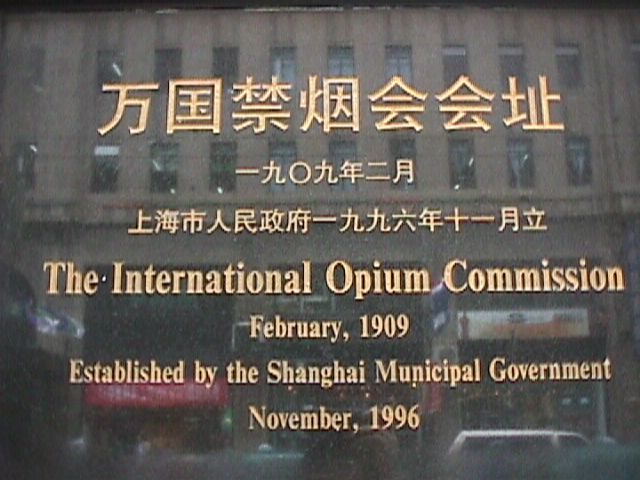 万国禁烟会会址
一九〇九年二月
上海市人民政府一九九六年十一月立
The International Opium Commission
February, 1909
Established by the Shanghai Municipal Government
November, 1996